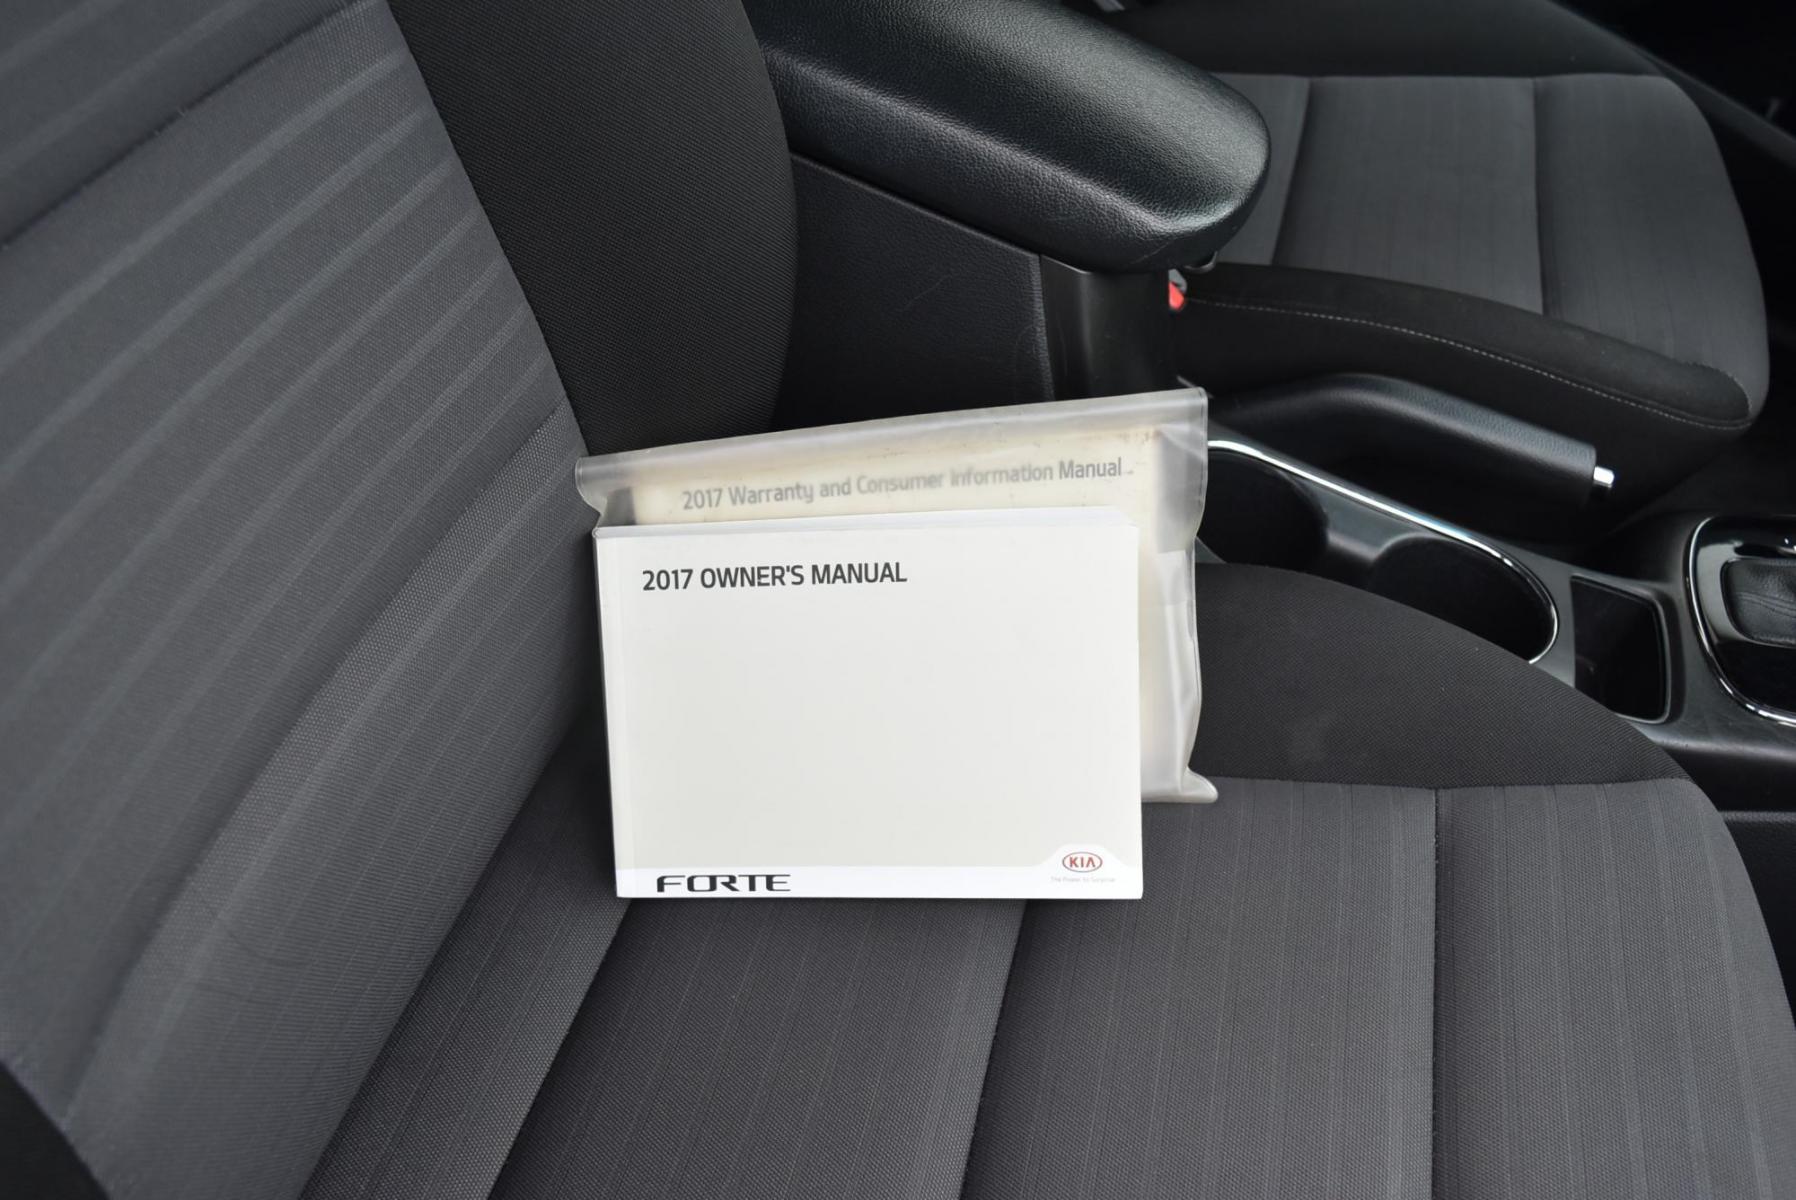 2017 Warranty and Consumer Information Manual
2017 OWNER'S MANUAL
KIA
The Power to Surprise
FORTE